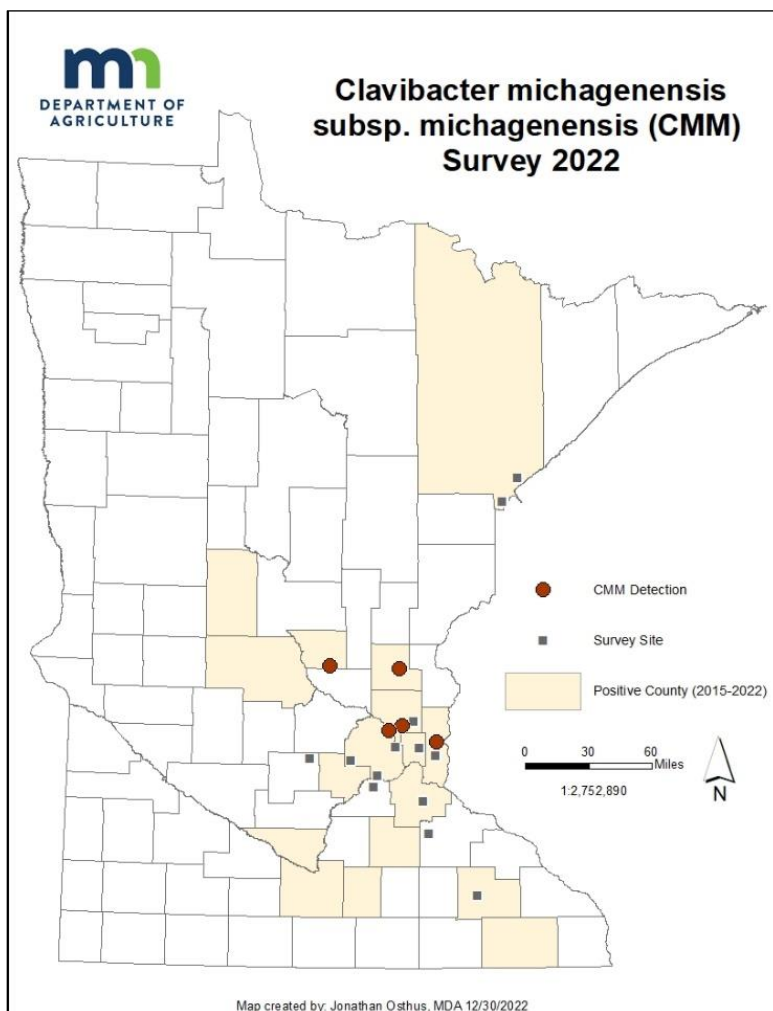 mn
DEPARTMENT OF
AGRICULTURE
Clavibacter michagenensis
subsp. michagenensis (CMM)
Survey 2022
CMM Detection
Survey Site
Positive County (2015-2022)
0 30 60
Miles
1:2,752,890
N
Map created by: Jonathan Osthus, MDA 12/30/2022